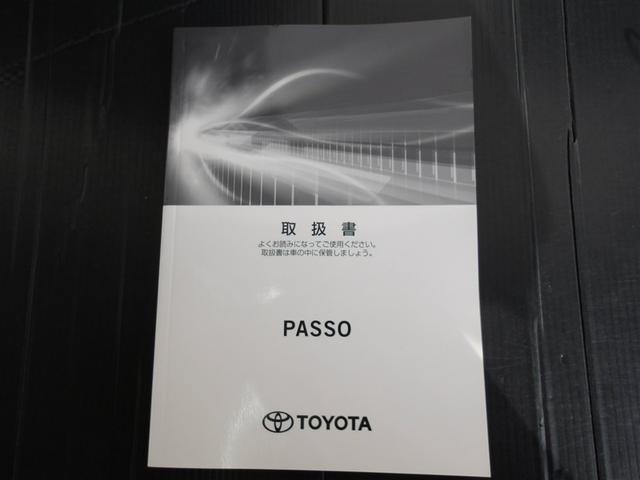 取扱書
よくお読みになってご使用ください。
取扱書は車の中に保管しましょう。
PASSO
TOYOTA